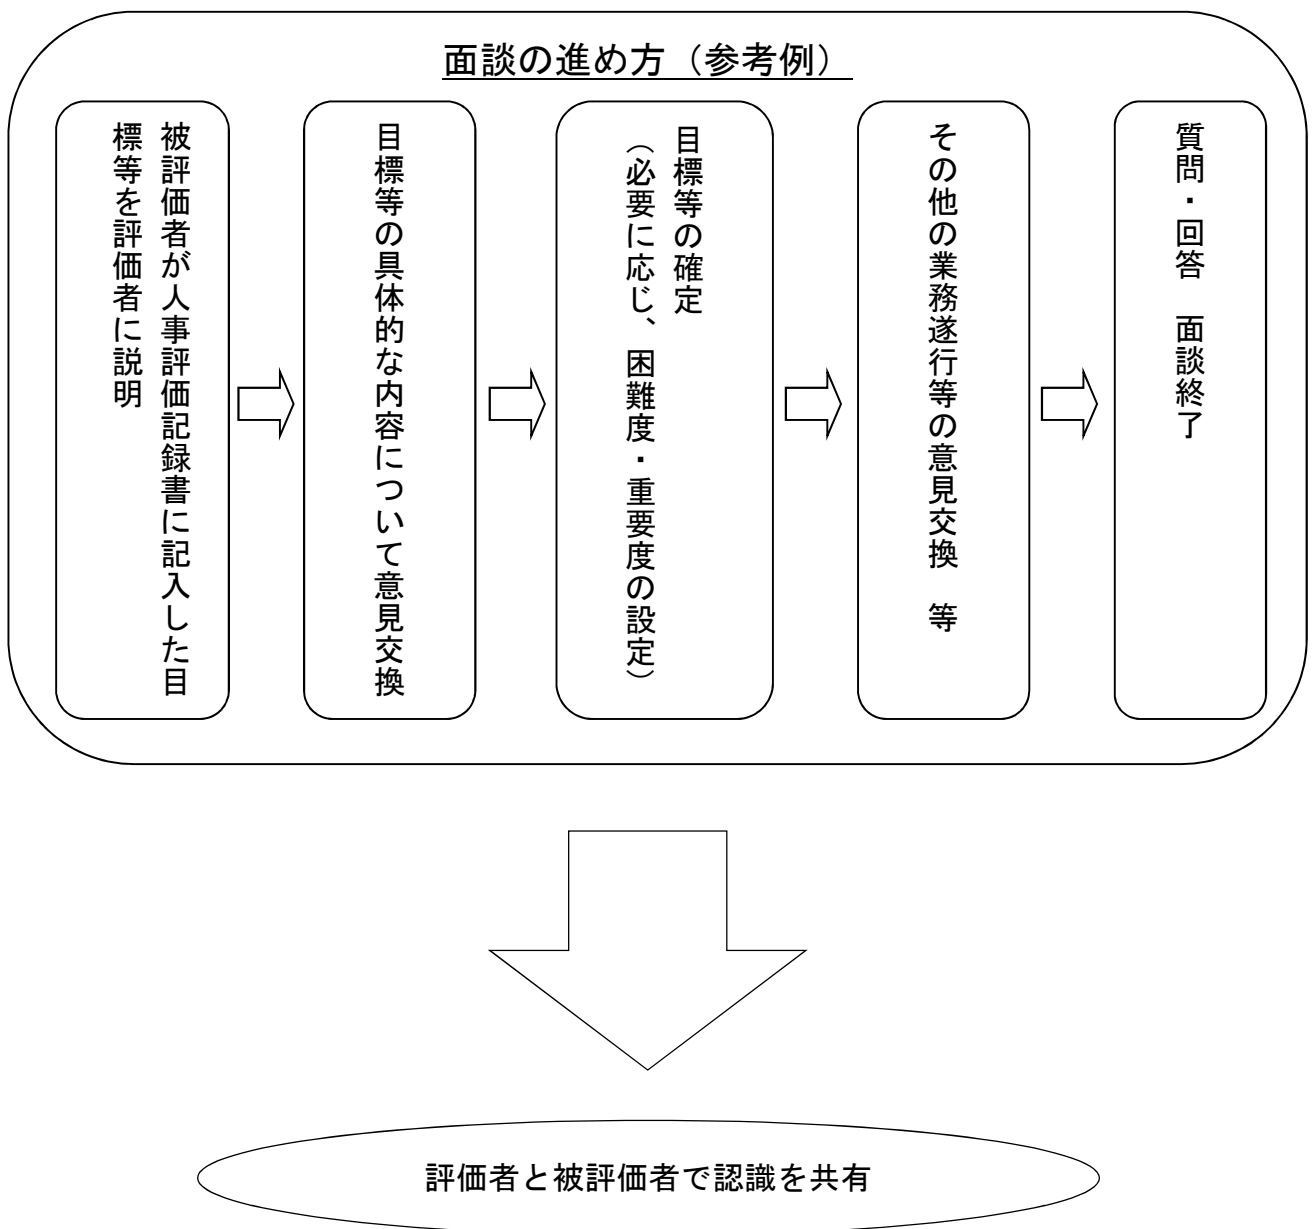 面談の進め方（参考例）
被評価者が人事評価記録書に記入した目
標等を評価者に説明
目標等の具体的な内容について意見交換
目標等の確定
（必要に応じ、困難度・重要度の設定）
その他の業務遂行等の意見交換　等
質問・回答　面談終了
評価者と被評価者で認識を共有